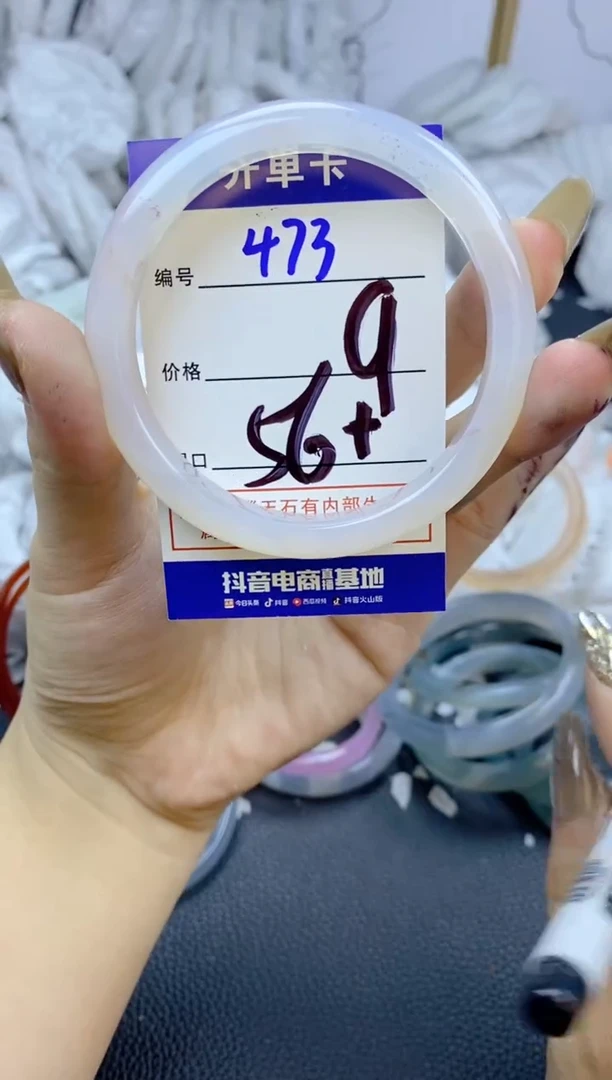 开单卡
编号 473
价格 9
口 56+
玉石有内部
抖音电商直播基地
今日头条 抖音 西瓜视频 抖音火山版